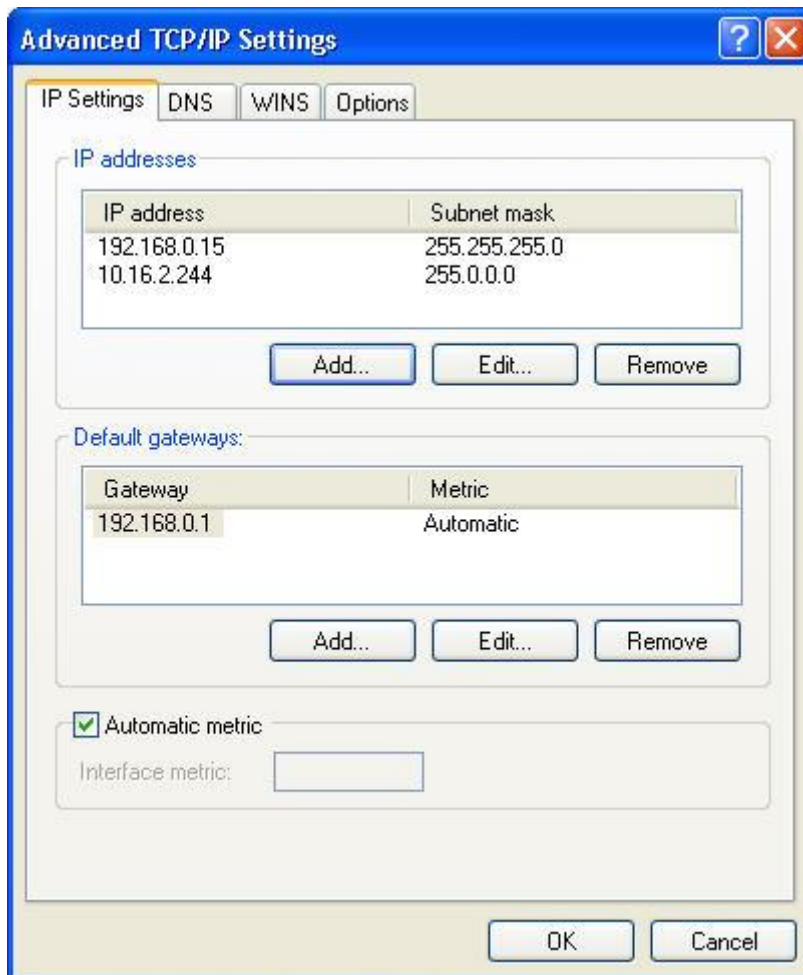 Advanced TCP/IP Settings
IP Settings DNS WINS Options
IP addresses
IP address Subnet mask
192.168.0.15 255.255.255.0
10.16.2.244 255.0.0.0
Add... Edit... Remove
Default gateways:
Gateway Metric
192.168.0.1 Automatic
Add... Edit... Remove
Automatic metric
Interface metric:
OK Cancel